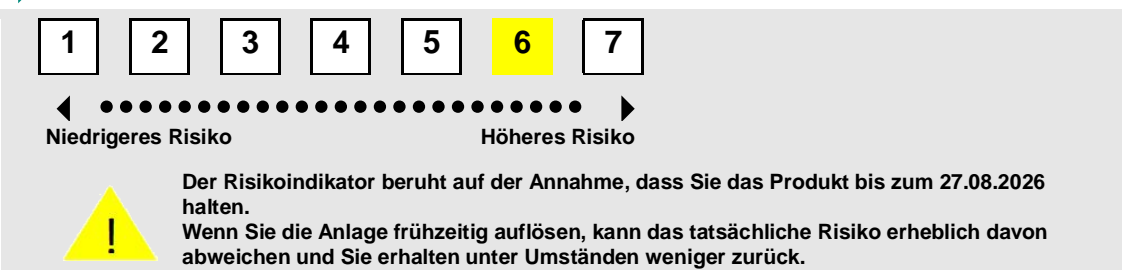 1 2 3 4 5 6 7
Niedrigeres Risiko Höheres Risiko
Der Risikoindikator beruht auf der Annahme, dass Sie das Produkt bis zum 27.08.2026
halten.
Wenn Sie die Anlage frühzeitig auflösen, kann das tatsächliche Risiko erheblich davon
abweichen und Sie erhalten unter Umständen weniger zurück.
!